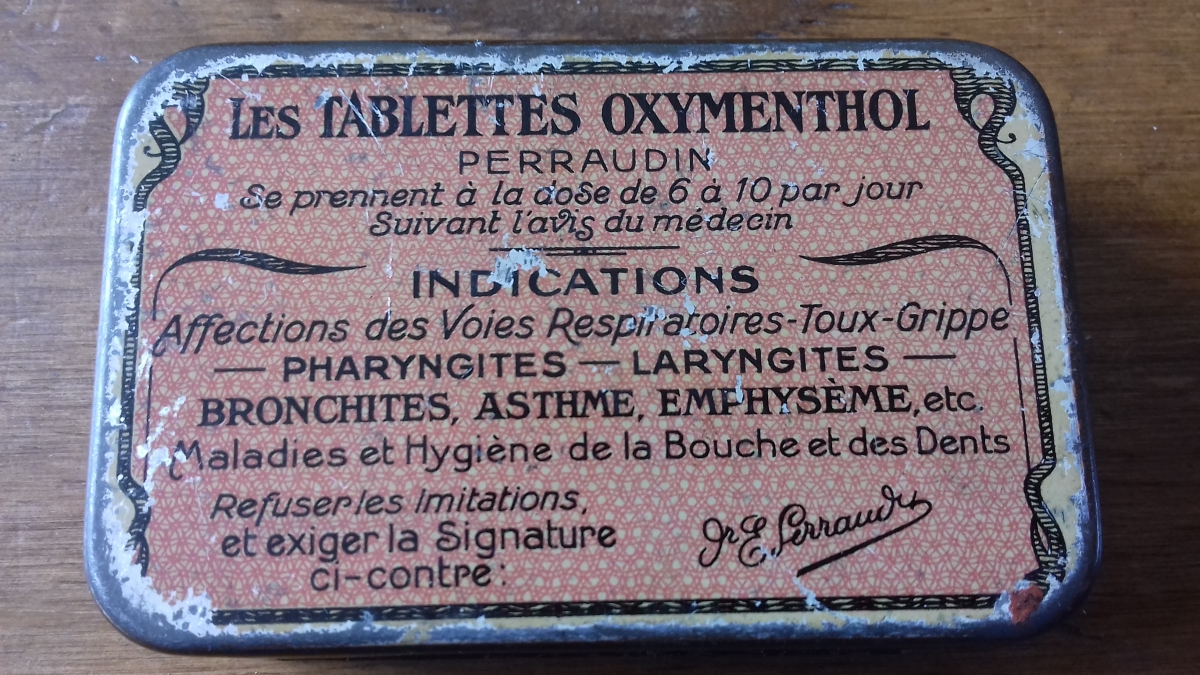 LES TABLETTES OXYMENTHOL
PERRAUDIN
Se prennent à la dose de 6 à 10 par jour
Suivant l'avis du médecin
INDICATIONS
Affections des Voies Respiratoires-Toux-Grippe
— PHARYNGITES — LARYNGITES —
BRONCHITES, ASTHME, EMPHYSÈME, etc.
Maladies et Hygiène de la Bouche et des Dents
Refuser les Imitations,
et exiger la Signature
ci-contre:
Jr E. Perraudin